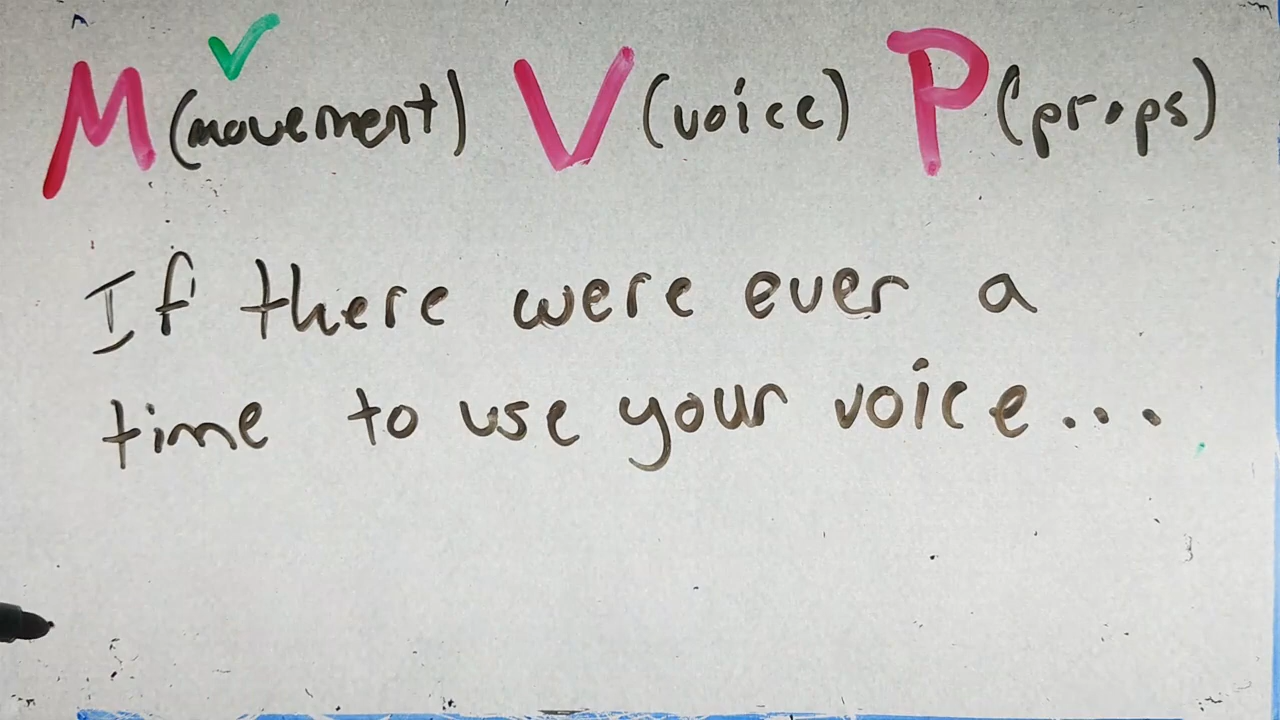 M (movement) V (voice) P (props)
If there were ever a
time to use your voice...